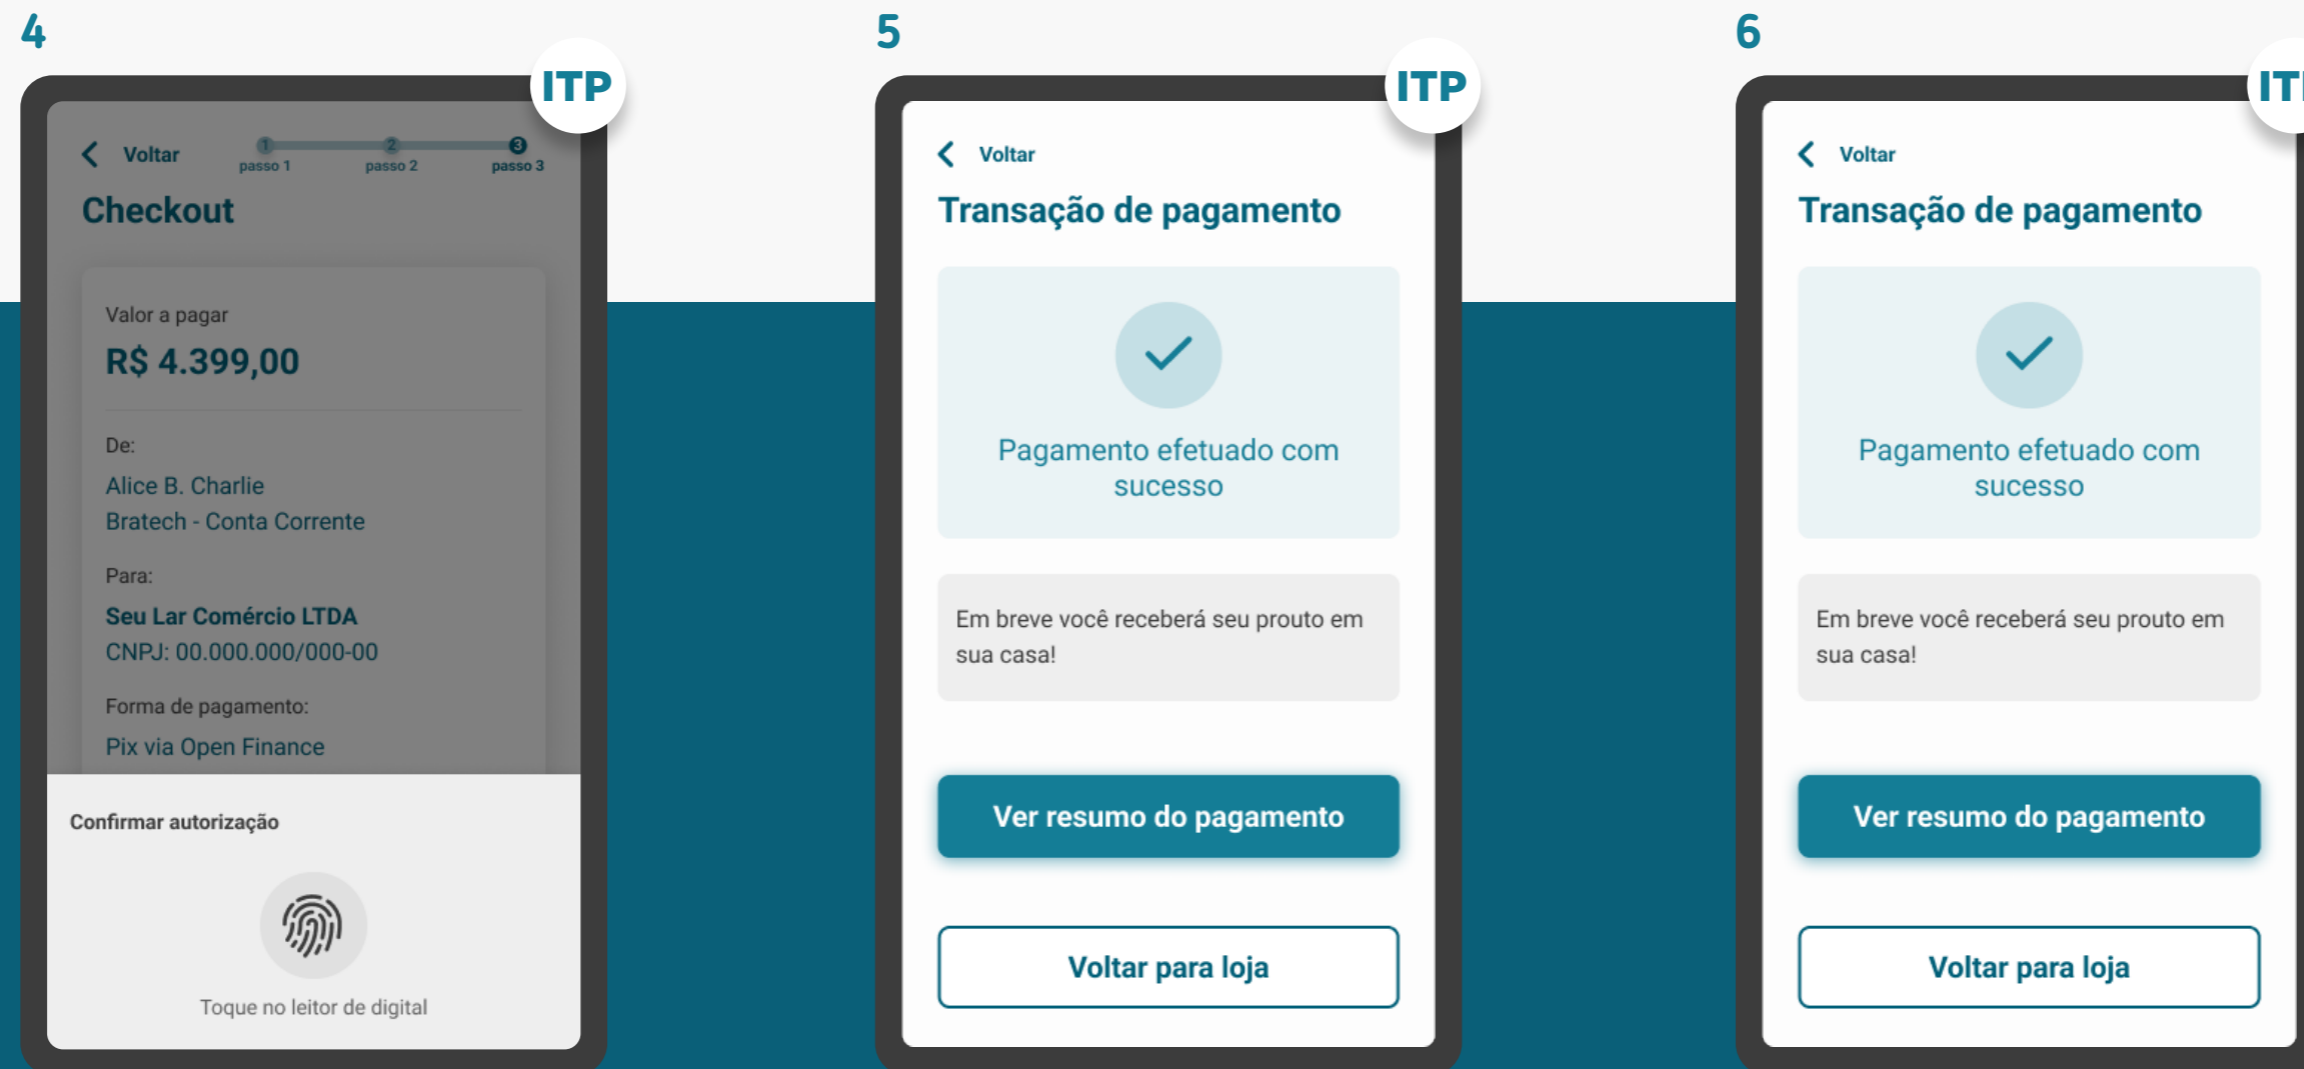 4
ITP
Voltar
1
2
3
passo 1
passo 2
passo 3
Checkout
Valor a pagar
R$ 4.399,00
De:
Alice B. Charlie
Bratech - Conta Corrente
Para:
Seu Lar Comércio LTDA
CNPJ: 00.000.000/000-00
Forma de pagamento:
Pix via Open Finance
Confirmar autorização
Toque no leitor de digital
5
ITP
Voltar
Transação de pagamento
Pagamento efetuado com
sucesso
Em breve você receberá seu prouto em
sua casa!
Ver resumo do pagamento
Voltar para loja
6
IT
Voltar
Transação de pagamento
Pagamento efetuado com
sucesso
Em breve você receberá seu prouto em
sua casa!
Ver resumo do pagamento
Voltar para loja